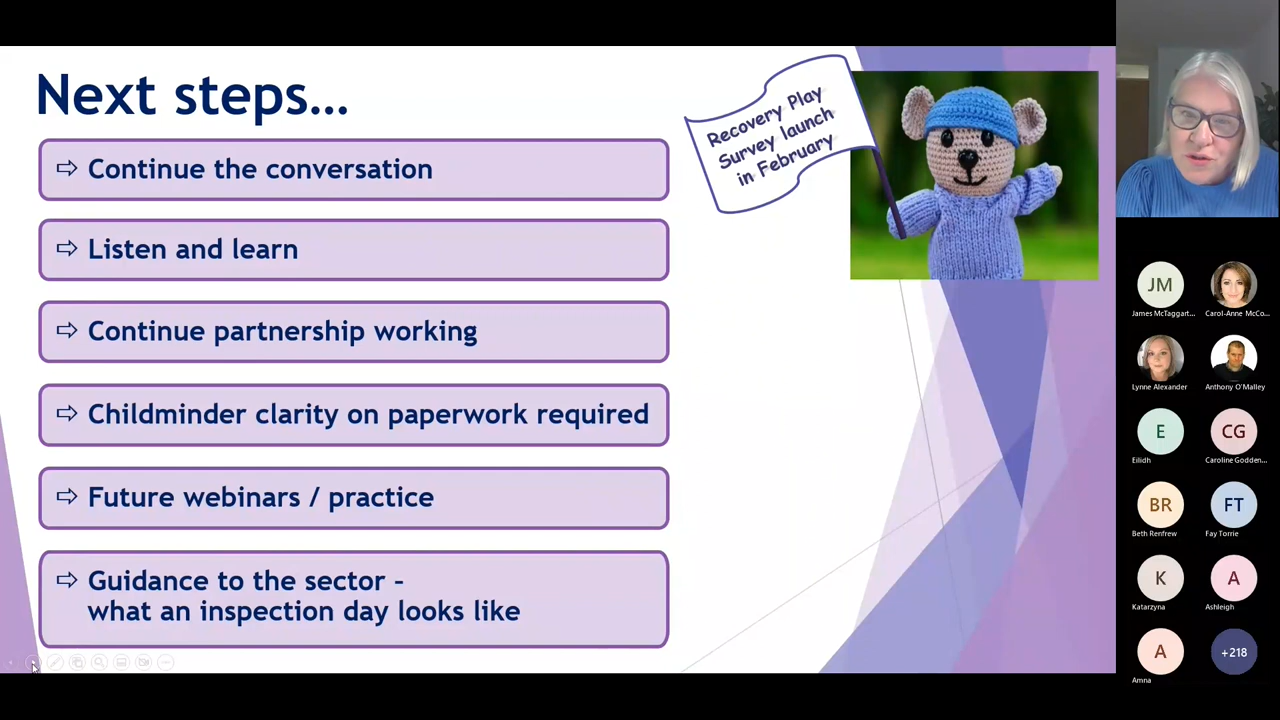 Next steps...
⇨ Continue the conversation
⇨ Listen and learn
⇨ Continue partnership working
⇨ Childminder clarity on paperwork required
⇨ Future webinars / practice
⇨ Guidance to the sector –
what an inspection day looks like
Recovery Play
Survey launch
in February
JM
James McTaggart...
Carol-Anne McCo...
Lynne Alexander
Anthony O'Malley
E
Eilidh
CG
Caroline Godden...
BR
Beth Renfrew
FT
Fay Torrie
K
Katarzyna
A
Ashleigh
A
Amna
+218